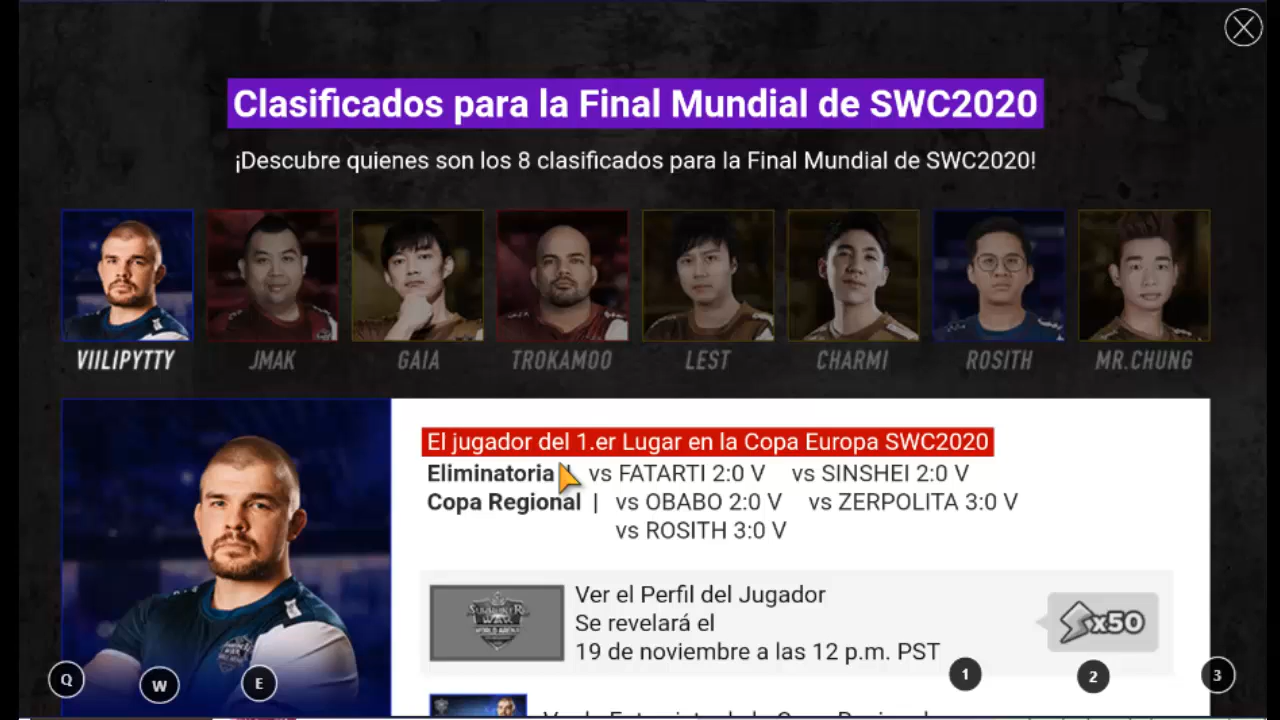 Clasificados para la Final Mundial de SWC2020
¡Descubre quienes son los 8 clasificados para la Final Mundial de SWC2020!
VIILIPYTTY JMAK GAIA TROKAMOO LEST CHARMI ROSITH MR.CHUNG
El jugador del 1.er Lugar en la Copa Europa SWC2020
Eliminatoria | vs FATARTI 2:0 V vs SINSHEI 2:0 V
Copa Regional | vs OBABO 2:0 V vs ZERPOLITA 3:0 V
vs ROSITH 3:0 V
Ver el Perfil del Jugador
Se revelará el
19 de noviembre a las 12 p.m. PST
SUMMONERS WAR
WORLD ARENA
x50
Q W E 1 2 3